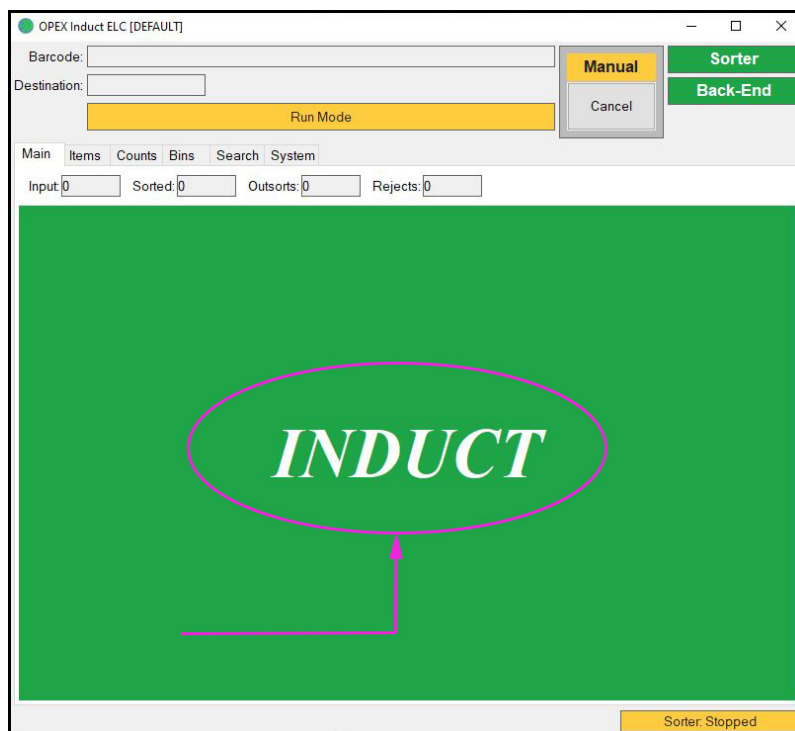 OPEX Induct ELC [DEFAULT]
Barcode:
Manual
Sorter
Destination:
Back-End
Cancel
Run Mode
Main Items Counts Bins Search System
Input: 0 Sorted: 0 Outsorts: 0 Rejects: 0
INDUCT
Sorter: Stopped